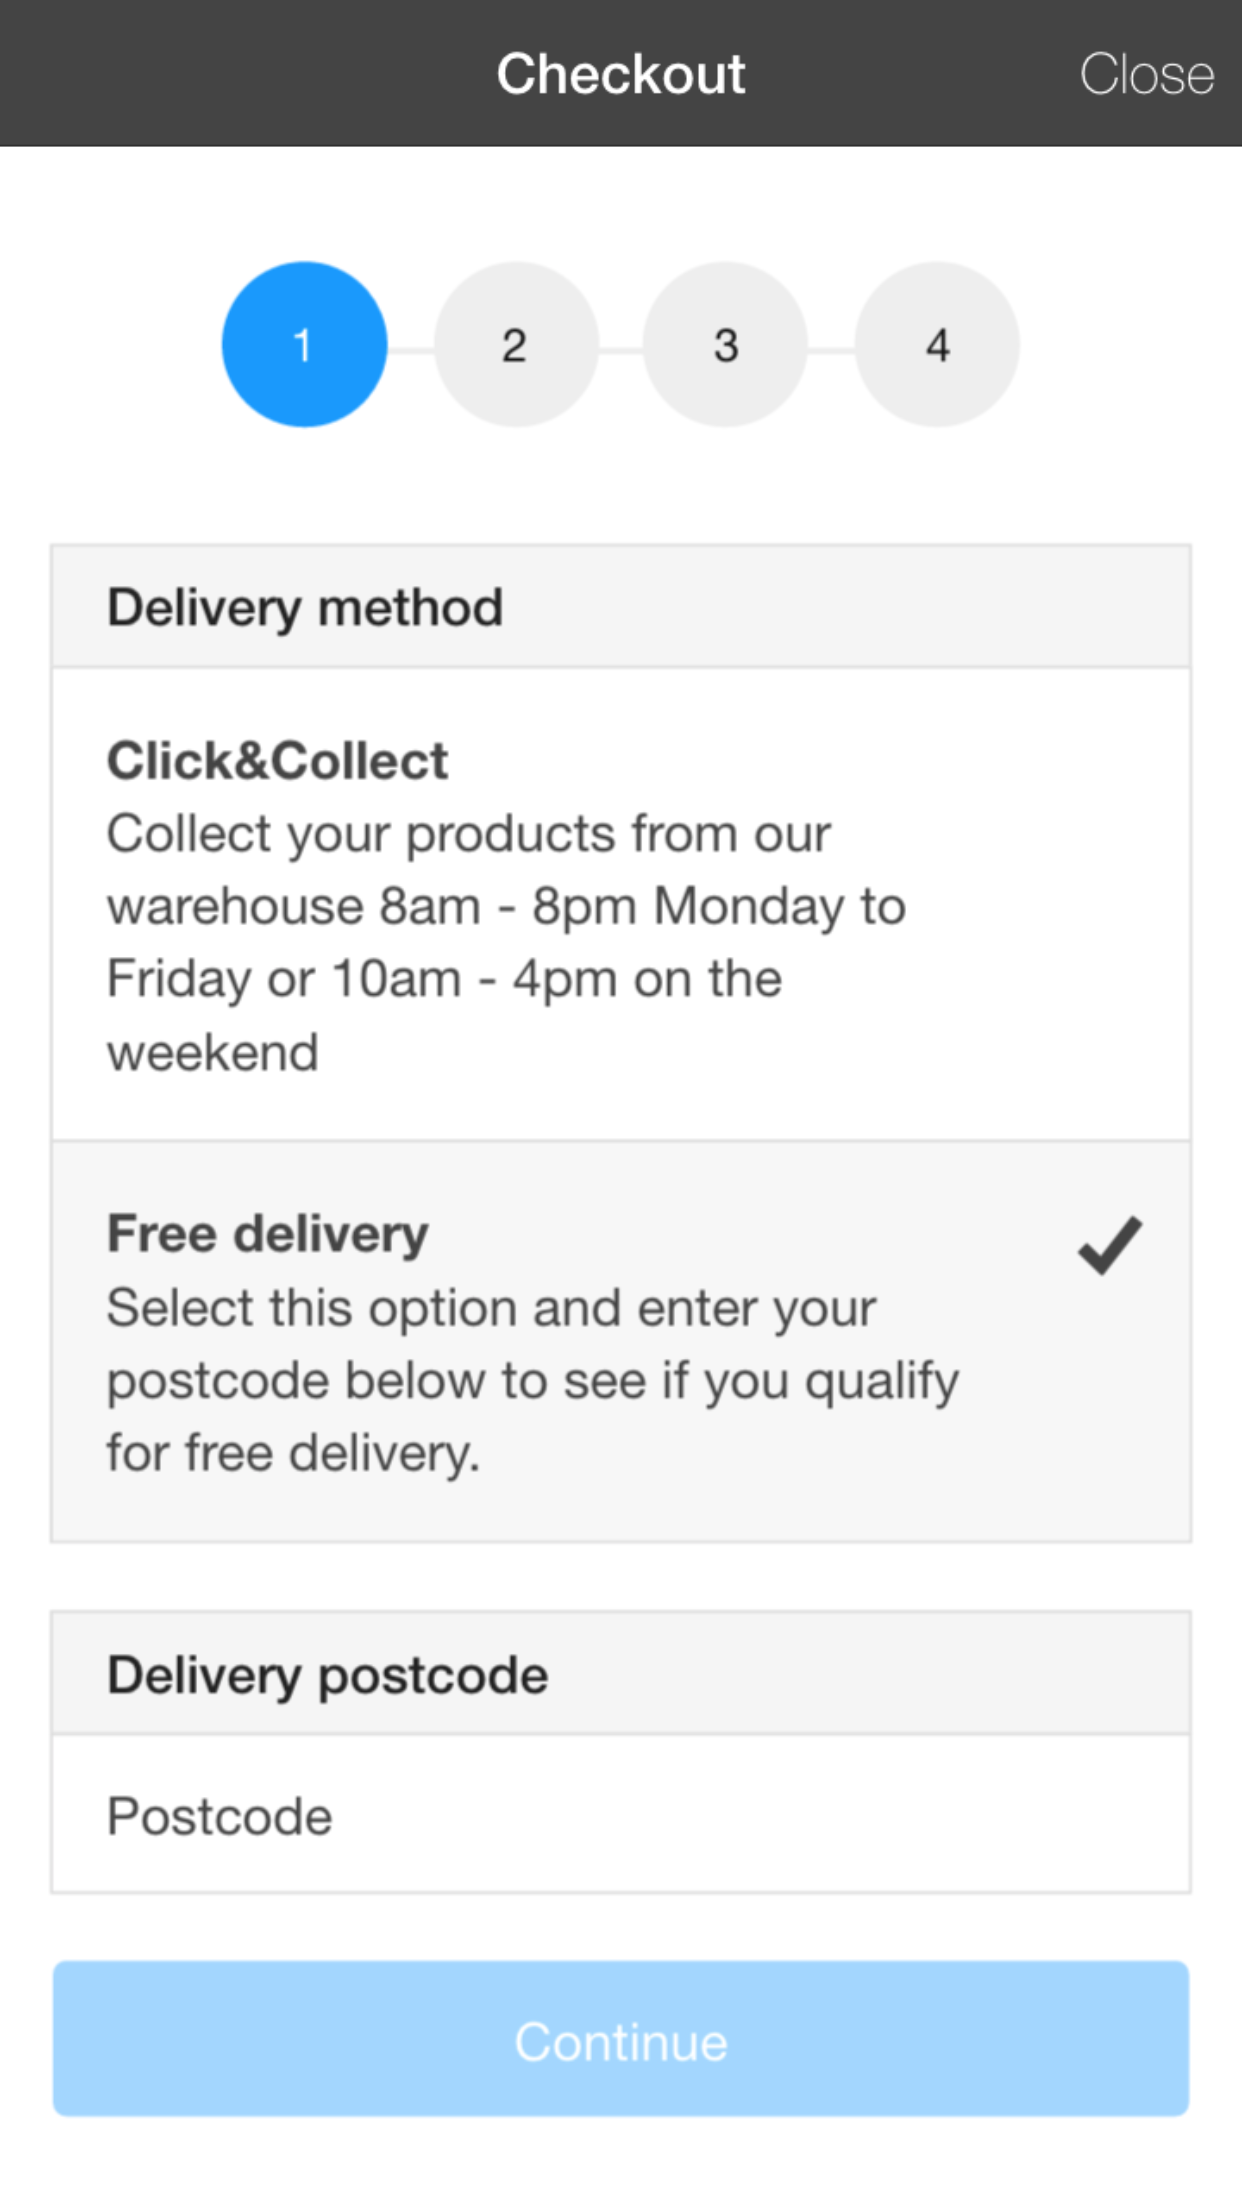 Checkout
Close
1
2
3
4
Delivery method
Click&Collect
Collect your products from our
warehouse 8am - 8pm Monday to
Friday or 10am - 4pm on the
weekend
Free delivery
Select this option and enter your
postcode below to see if you qualify
for free delivery.
Delivery postcode
Postcode
Continue